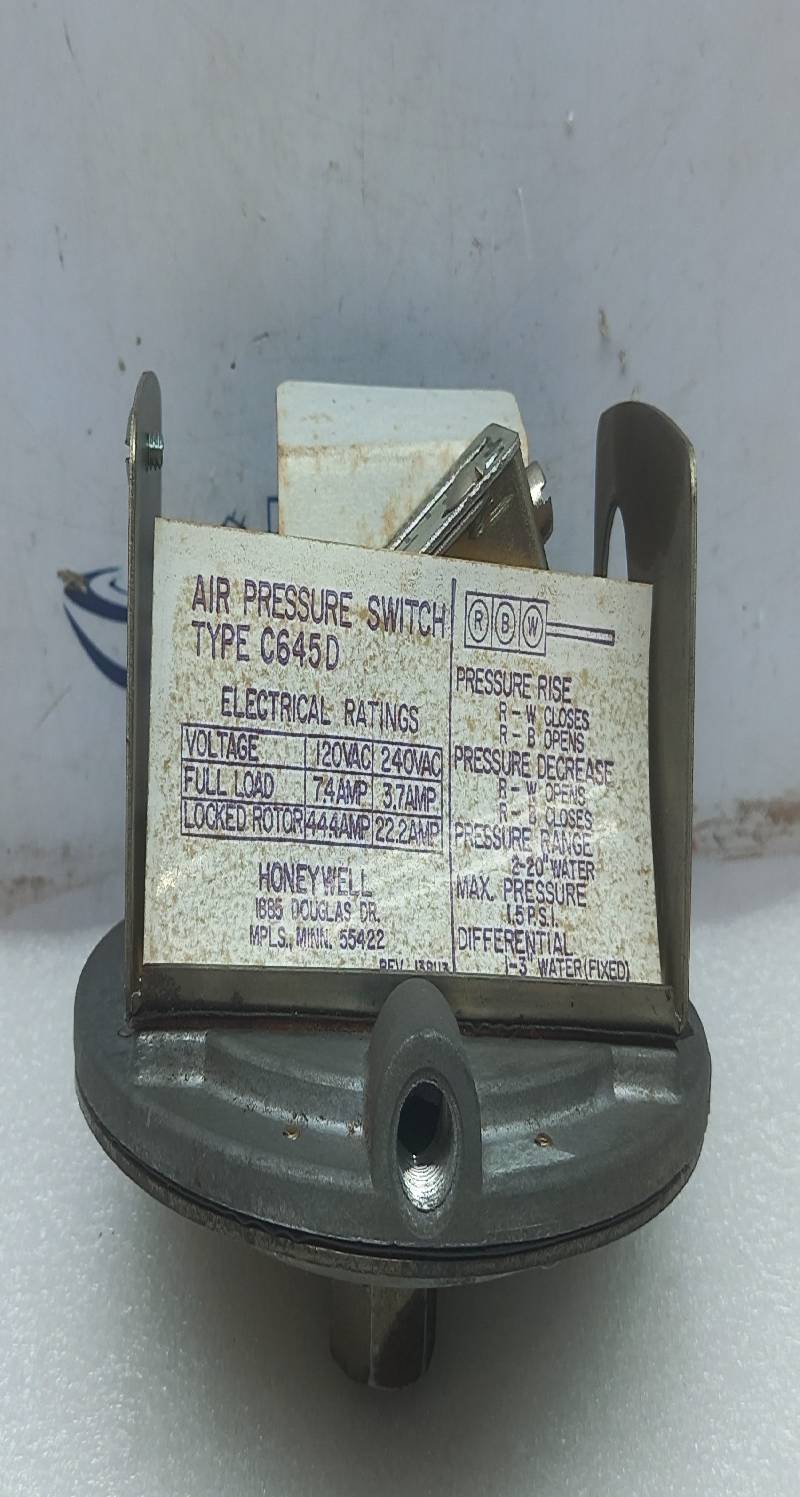 AIR PRESSURE SWITCH
TYPE C645D
ELECTRICAL RATINGS
VOLTAGE 120VAC 240VAC
FULL LOAD 7.4AMP 3.7AMP
LOCKED ROTOR 44.4AMP 22.2AMP
HONEYWELL
1885 DOUGLAS DR.
MPLS., MINN. 55422
REV.
R B W
PRESSURE RISE
R - W CLOSES
R - B OPENS
PRESSURE DECREASE
R - W OPENS
R - B CLOSES
PRESSURE RANGE
2-20" WATER
MAX. PRESSURE
1.5 P.S.I.
DIFFERENTIAL
1-3" WATER (FIXED)